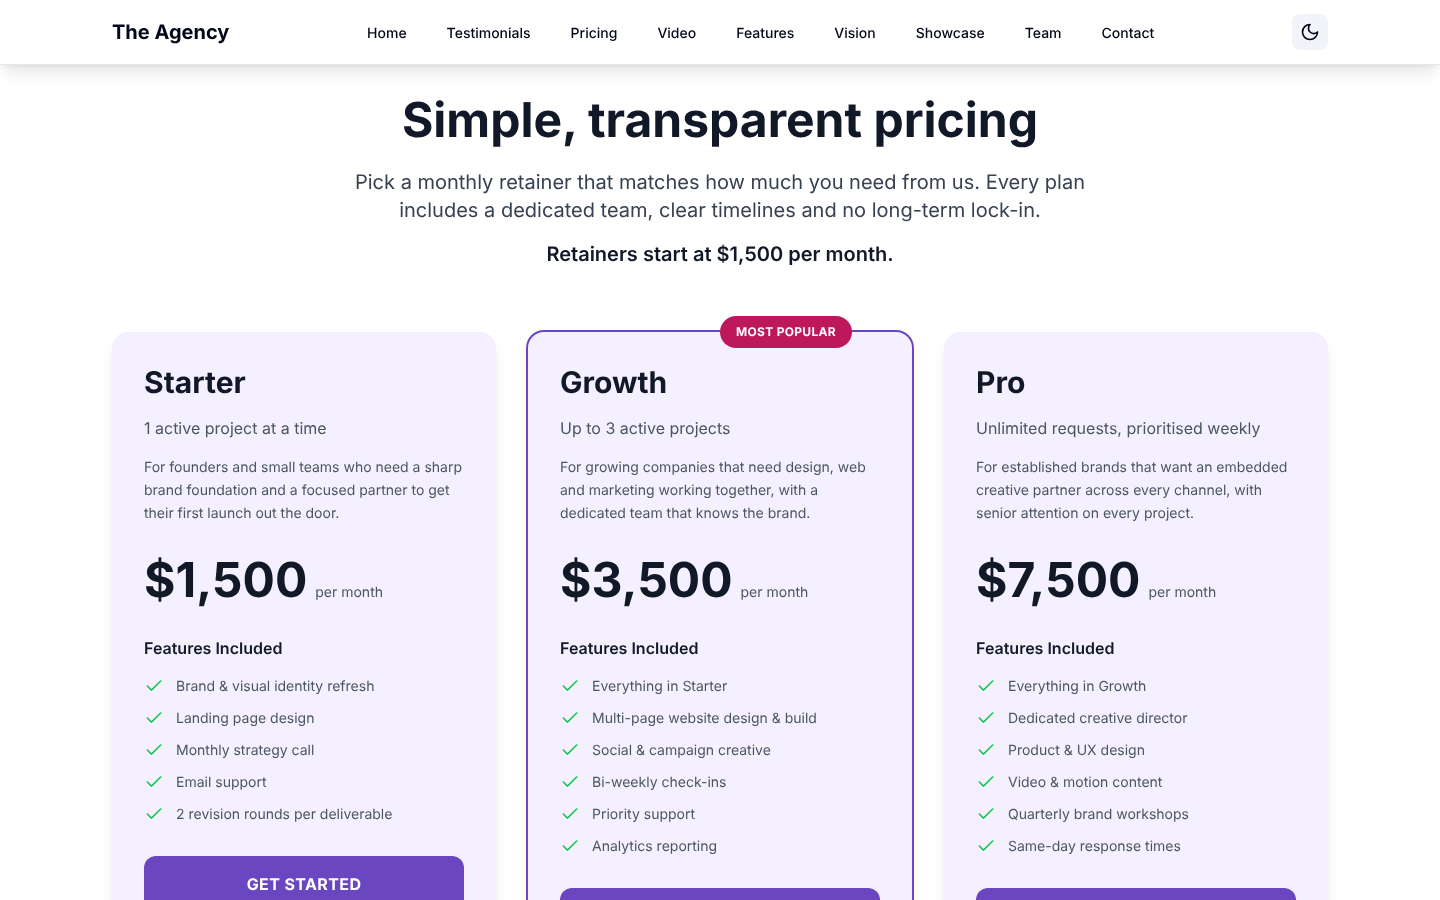 The Agency
Home
Testimonials
Pricing
Video
Features
Vision
Showcase
Team
Contact
Simple, transparent pricing
Pick a monthly retainer that matches how much you need from us. Every plan
includes a dedicated team, clear timelines and no long-term lock-in.
Retainers start at $1,500 per month.
Starter
1 active project at a time
For founders and small teams who need a sharp
brand foundation and a focused partner to get
their first launch out the door.
$1,500 per month
Features Included
Brand & visual identity refresh
Landing page design
Monthly strategy call
Email support
2 revision rounds per deliverable
GET STARTED
MOST POPULAR
Growth
Up to 3 active projects
For growing companies that need design, web
and marketing working together, with a
dedicated team that knows the brand.
$3,500 per month
Features Included
Everything in Starter
Multi-page website design & build
Social & campaign creative
Bi-weekly check-ins
Priority support
Analytics reporting
Pro
Unlimited requests, prioritised weekly
For established brands that want an embedded
creative partner across every channel, with
senior attention on every project.
$7,500 per month
Features Included
Everything in Growth
Dedicated creative director
Product & UX design
Video & motion content
Quarterly brand workshops
Same-day response times